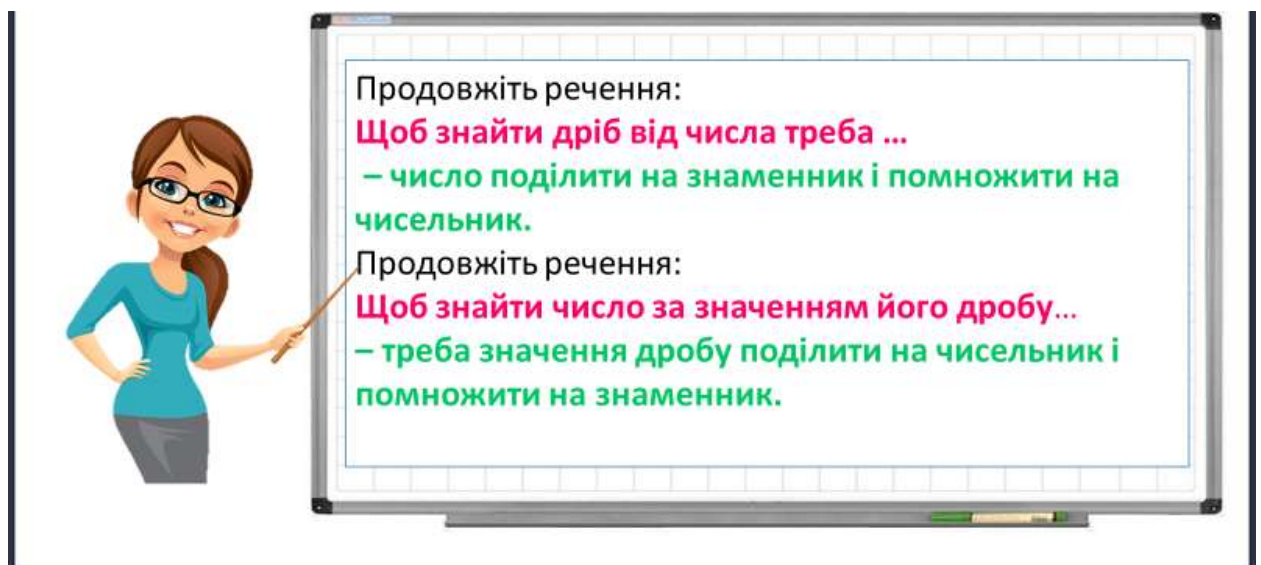 Продовжіть речення:
Щоб знайти дріб від числа треба ...
– число поділити на знаменник і помножити на
чисельник.
Продовжіть речення:
Щоб знайти число за значенням його дробу...
– треба значення дробу поділити на чисельник і
помножити на знаменник.